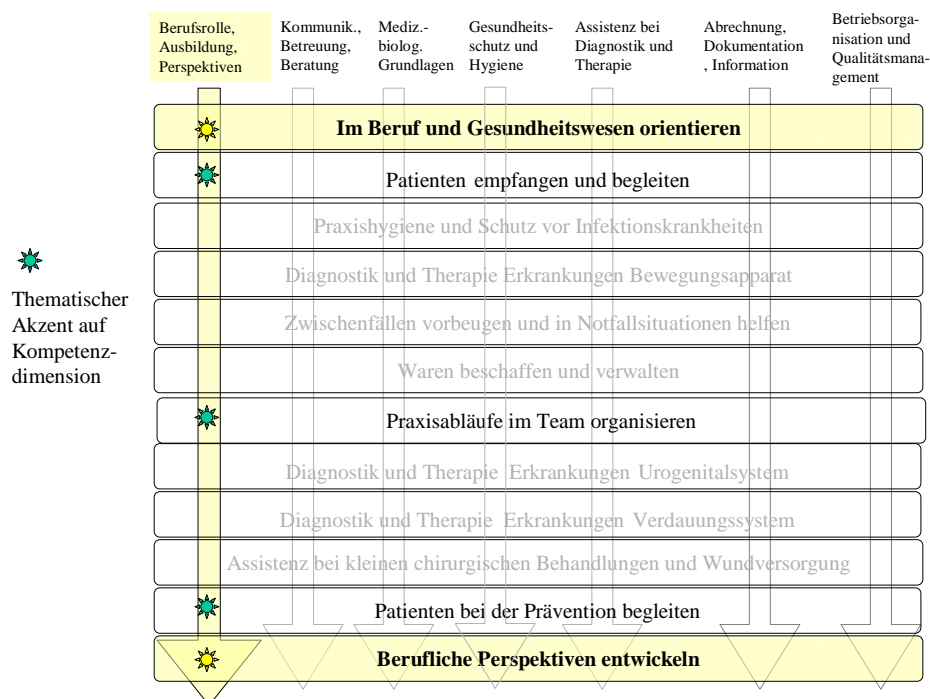 Berufsrolle,
Ausbildung,
Perspektiven
Kommunik.,
Betreuung,
Beratung
Mediz.-
biolog.
Grundlagen
Gesundheits-
schutz und
Hygiene
Assistenz bei
Diagnostik und
Therapie
Abrechnung,
Dokumentation
, Information
Betriebsorga-
nisation und
Qualitätsmana-
gement
Im Beruf und Gesundheitswesen orientieren
Patienten empfangen und begleiten
Praxishygiene und Schutz vor Infektionskrankheiten
Diagnostik und Therapie Erkrankungen Bewegungsapparat
Zwischenfällen vorbeugen und in Notfallsituationen helfen
Waren beschaffen und verwalten
Praxisabläufe im Team organisieren
Diagnostik und Therapie Erkrankungen Urogenitalsystem
Diagnostik und Therapie Erkrankungen Verdauungssystem
Assistenz bei kleinen chirurgischen Behandlungen und Wundversorgung
Patienten bei der Prävention begleiten
Berufliche Perspektiven entwickeln
Thematischer
Akzent auf
Kompetenz-
dimension